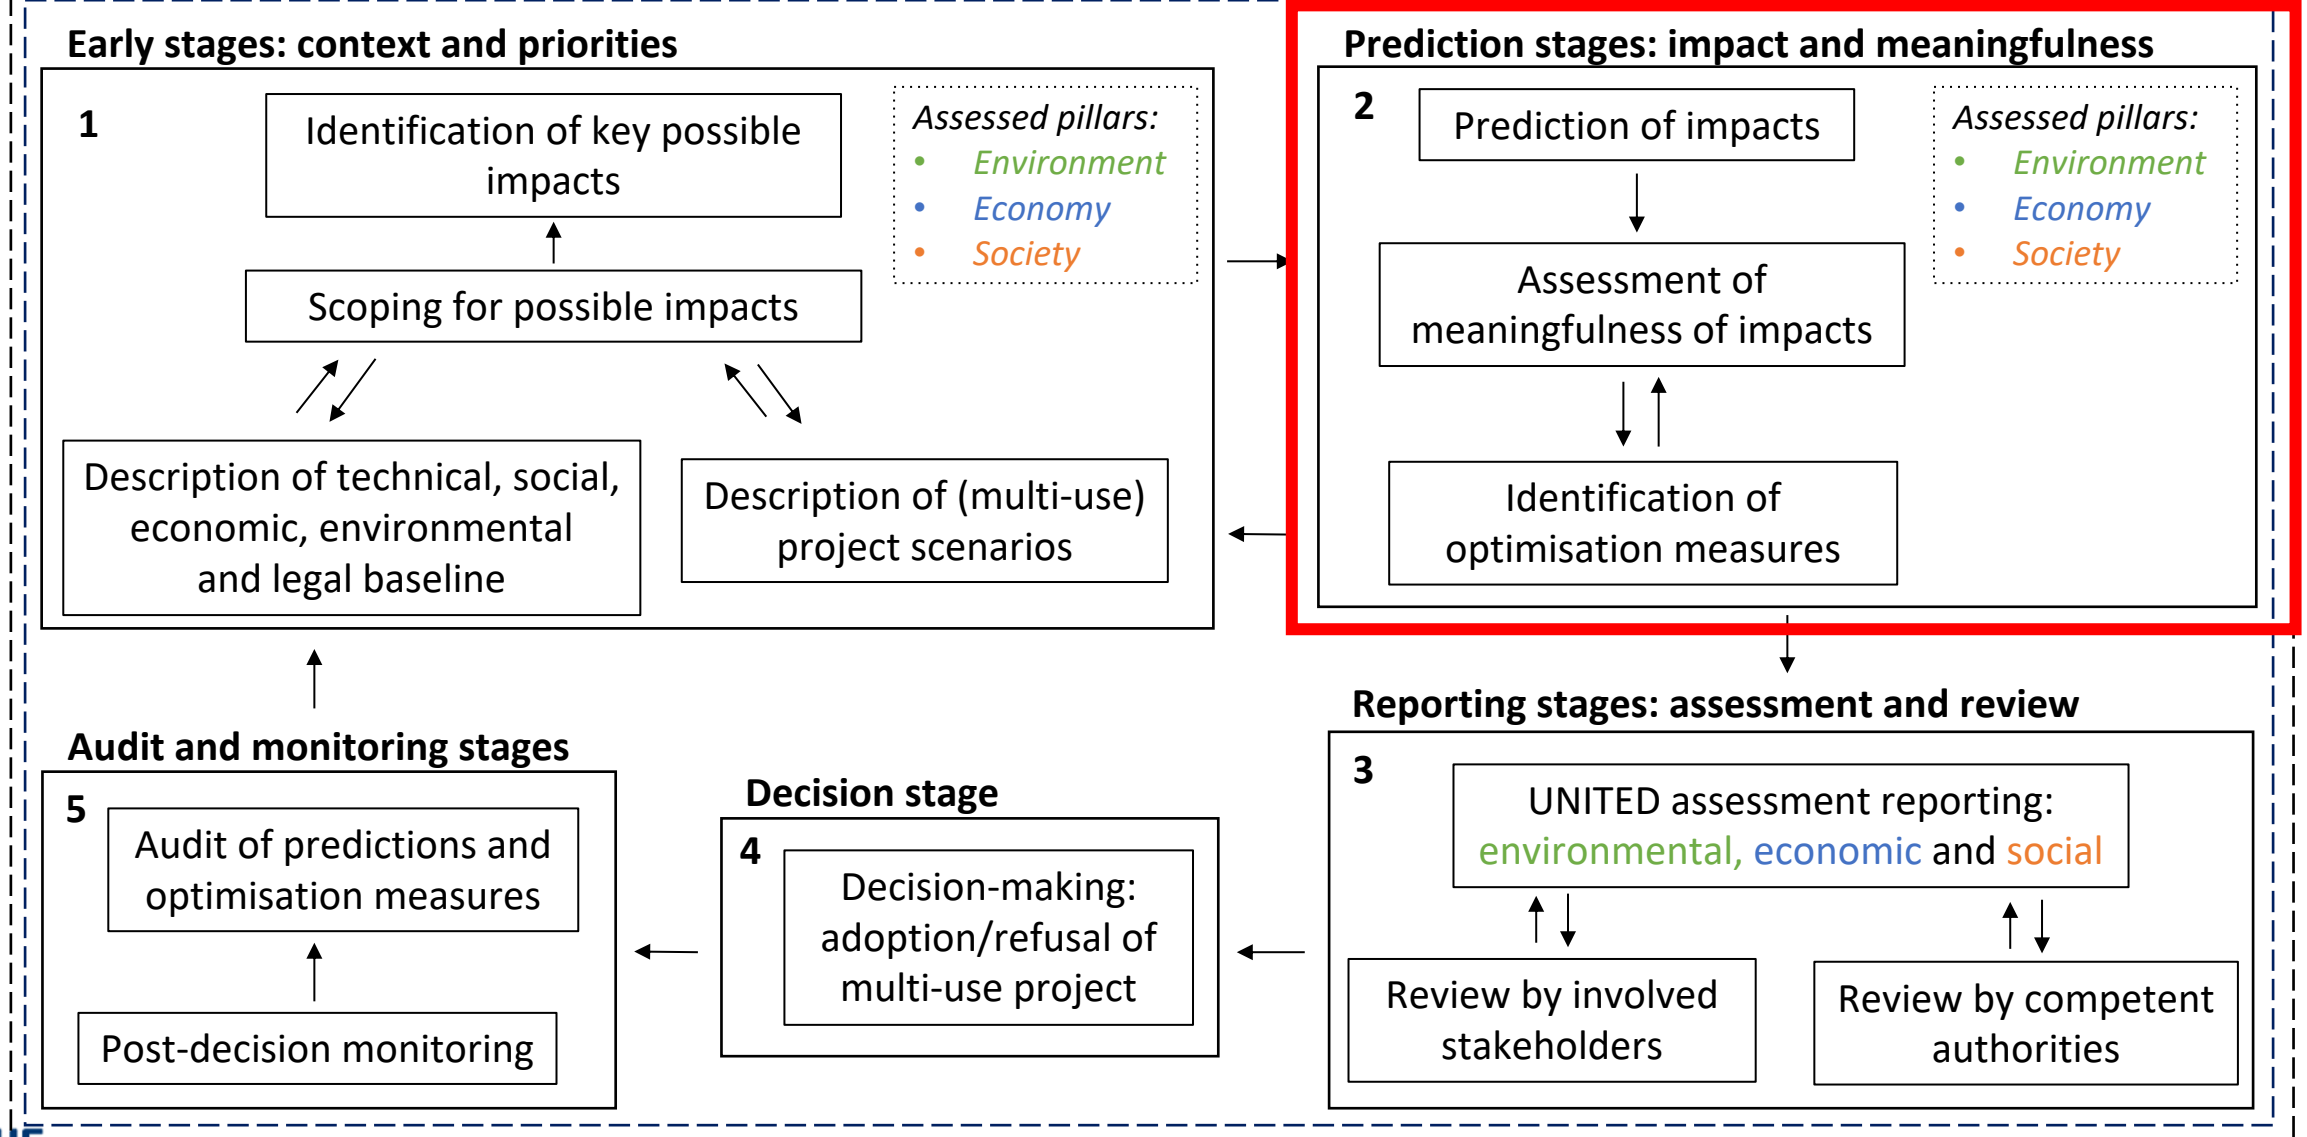 Early stages: context and priorities
1
Identification of key possible
impacts
Assessed pillars:
• Environment
• Economy
• Society
Scoping for possible impacts
Description of technical, social,
economic, environmental
and legal baseline
Description of (multi-use)
project scenarios
Prediction stages: impact and meaningfulness
2
Prediction of impacts
Assessed pillars:
• Environment
• Economy
• Society
Assessment of
meaningfulness of impacts
Identification of
optimisation measures
Reporting stages: assessment and review
3
UNITED assessment reporting:
environmental, economic and social
Review by involved
stakeholders
Review by competent
authorities
Decision stage
4
Decision-making:
adoption/refusal of
multi-use project
Audit and monitoring stages
5
Audit of predictions and
optimisation measures
Post-decision monitoring